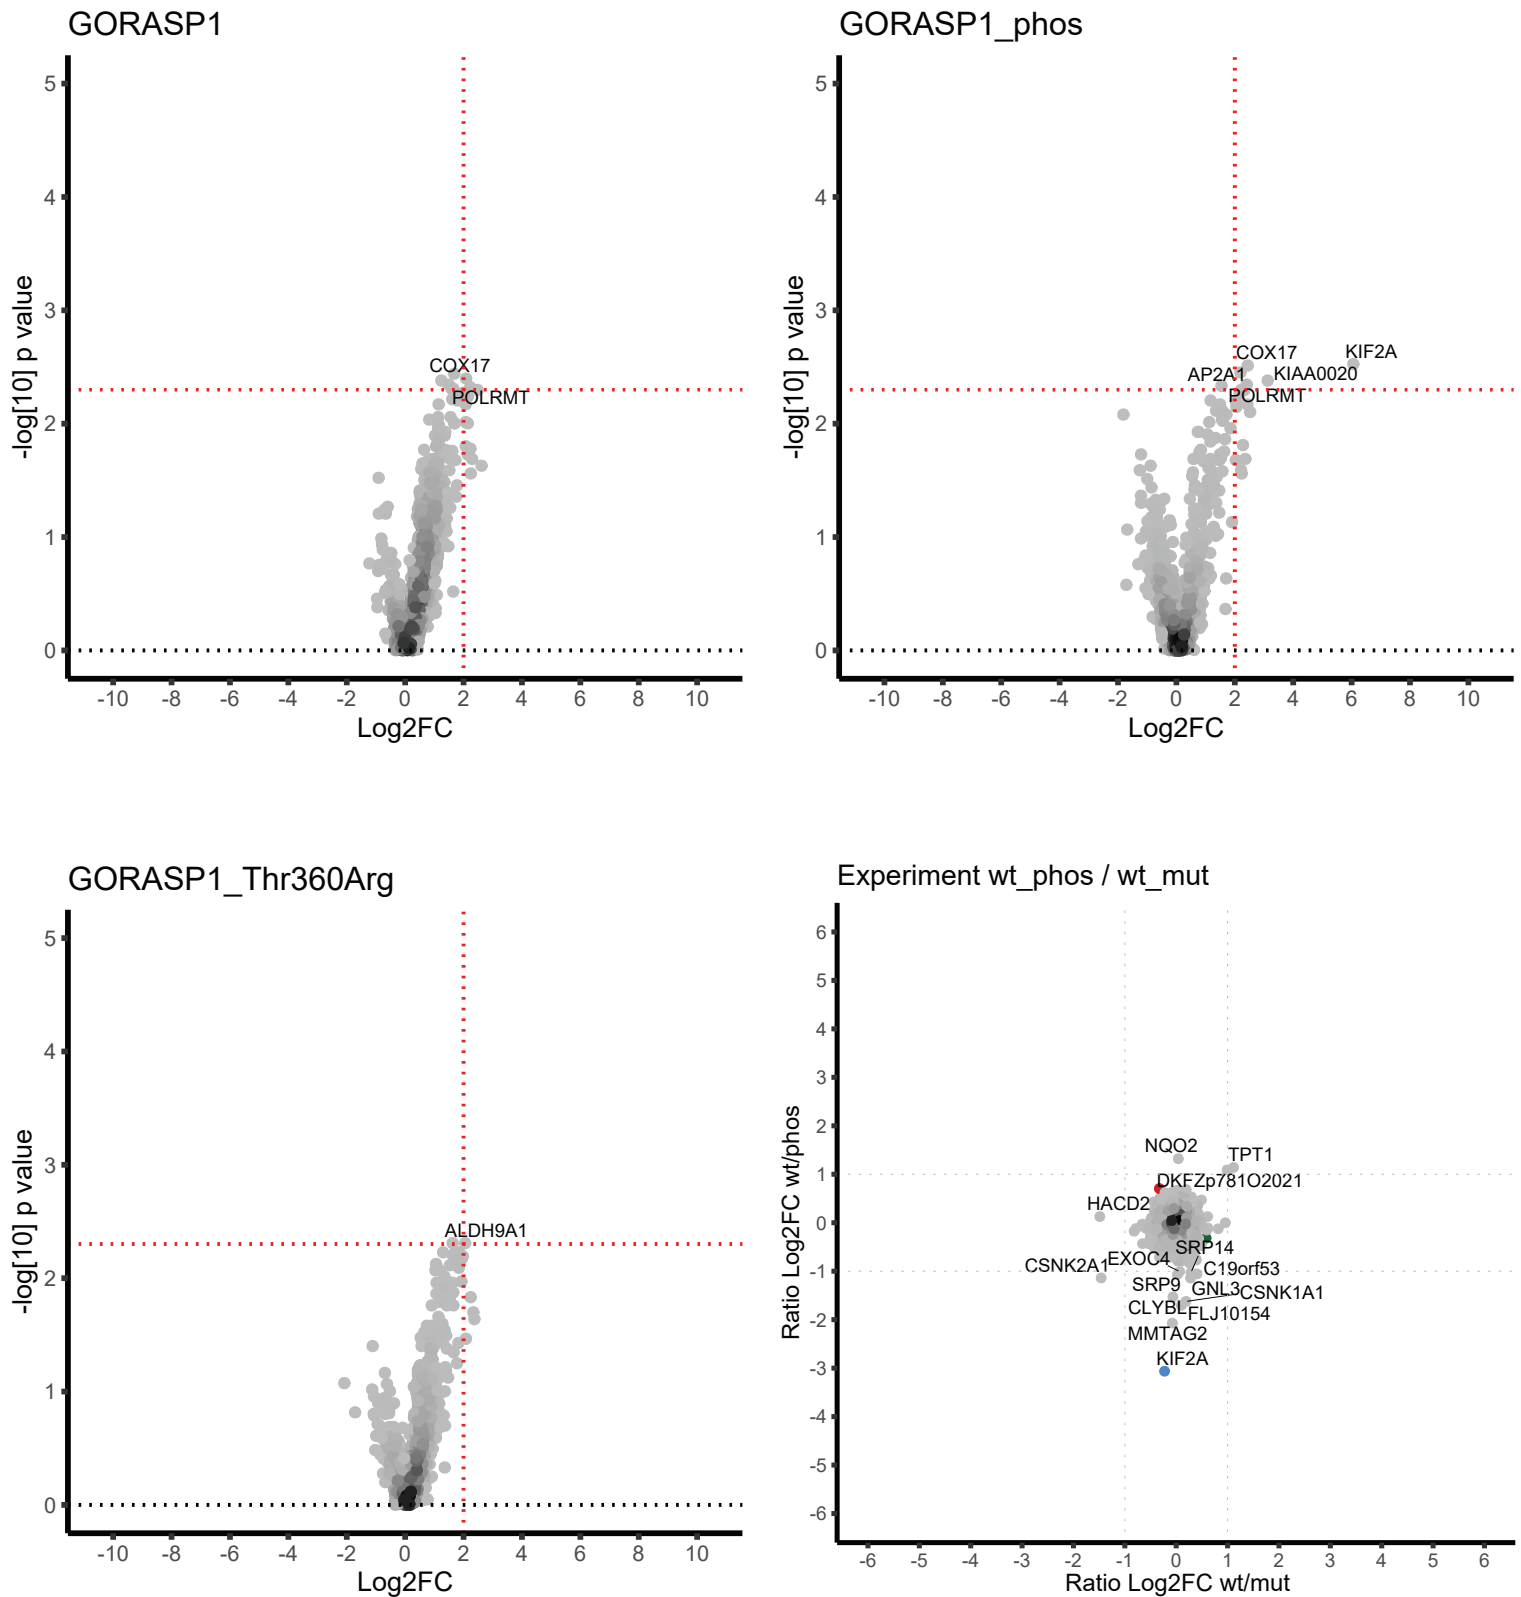 GORASP1
5
4
3
2
1
0
-log[10] p value
COX17
POLRMT
-10 -8 -6 -4 -2 0 2 4 6 8 10
Log2FC
GORASP1_phos
5
4
3
2
1
0
-log[10] p value
COX17
KIF2A
AP2A1
KIAA0020
POLRMT
-10 -8 -6 -4 -2 0 2 4 6 8 10
Log2FC
GORASP1_Thr360Arg
5
4
3
2
1
0
-log[10] p value
ALDH9A1
-10 -8 -6 -4 -2 0 2 4 6 8 10
Log2FC
Experiment wt_phos / wt_mut
6
5
4
3
2
1
0
-1
-2
-3
-4
-5
-6
Ratio Log2FC wt/phos
NQO2
TPT1
DKFZp781O2021
HACD2
SRP14
CSNK2A1
EXOC4
C19orf53
SRP9
GNL3
CSNK1A1
CLYBL
FLJ10154
MMTAG2
KIF2A
-6 -5 -4 -3 -2 -1 0 1 2 3 4 5 6
Ratio Log2FC wt/mut